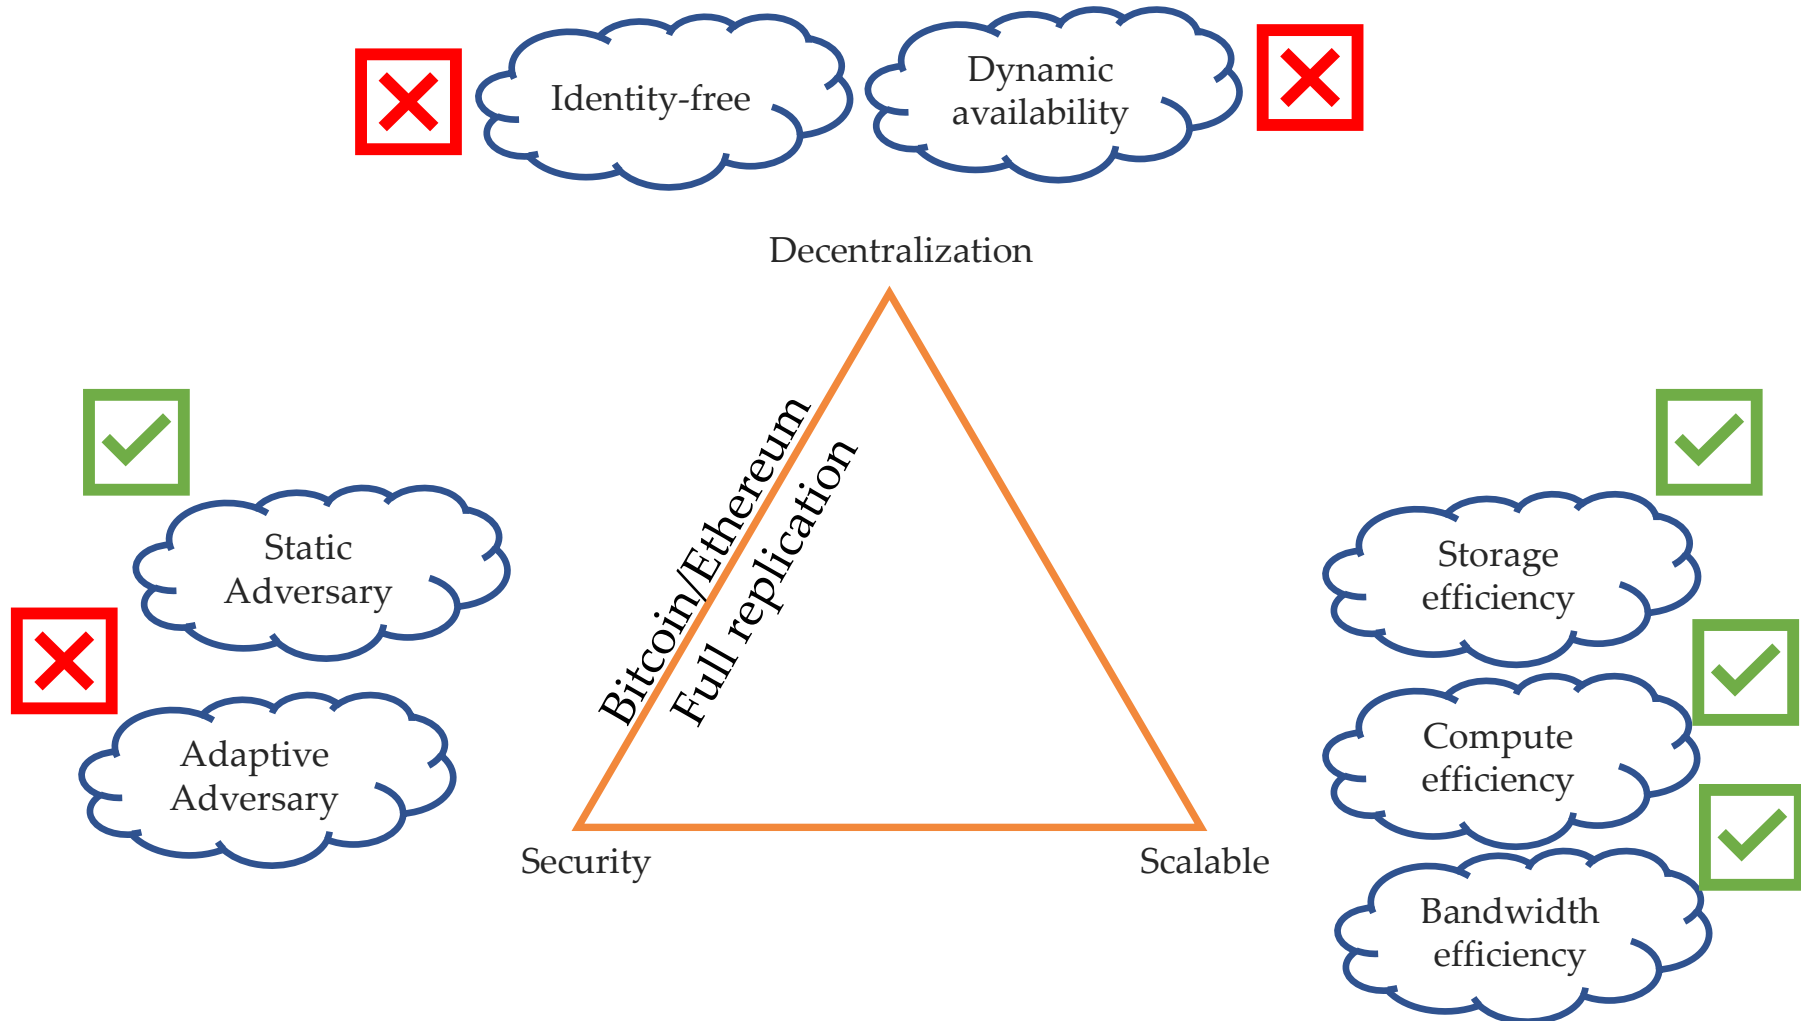 Identity-free
Dynamic
availability
Decentralization
Bitcoin/Ethereum
Full replication
Static
Adversary
Adaptive
Adversary
Storage
efficiency
Compute
efficiency
Bandwidth
efficiency
Security
Scalable